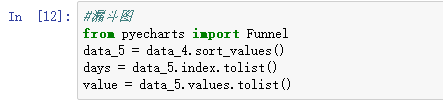 In [12]: #漏斗图
from pyecharts import Funnel
data_5 = data_4.sort_values()
days = data_5.index.tolist()
value = data_5.values.tolist()